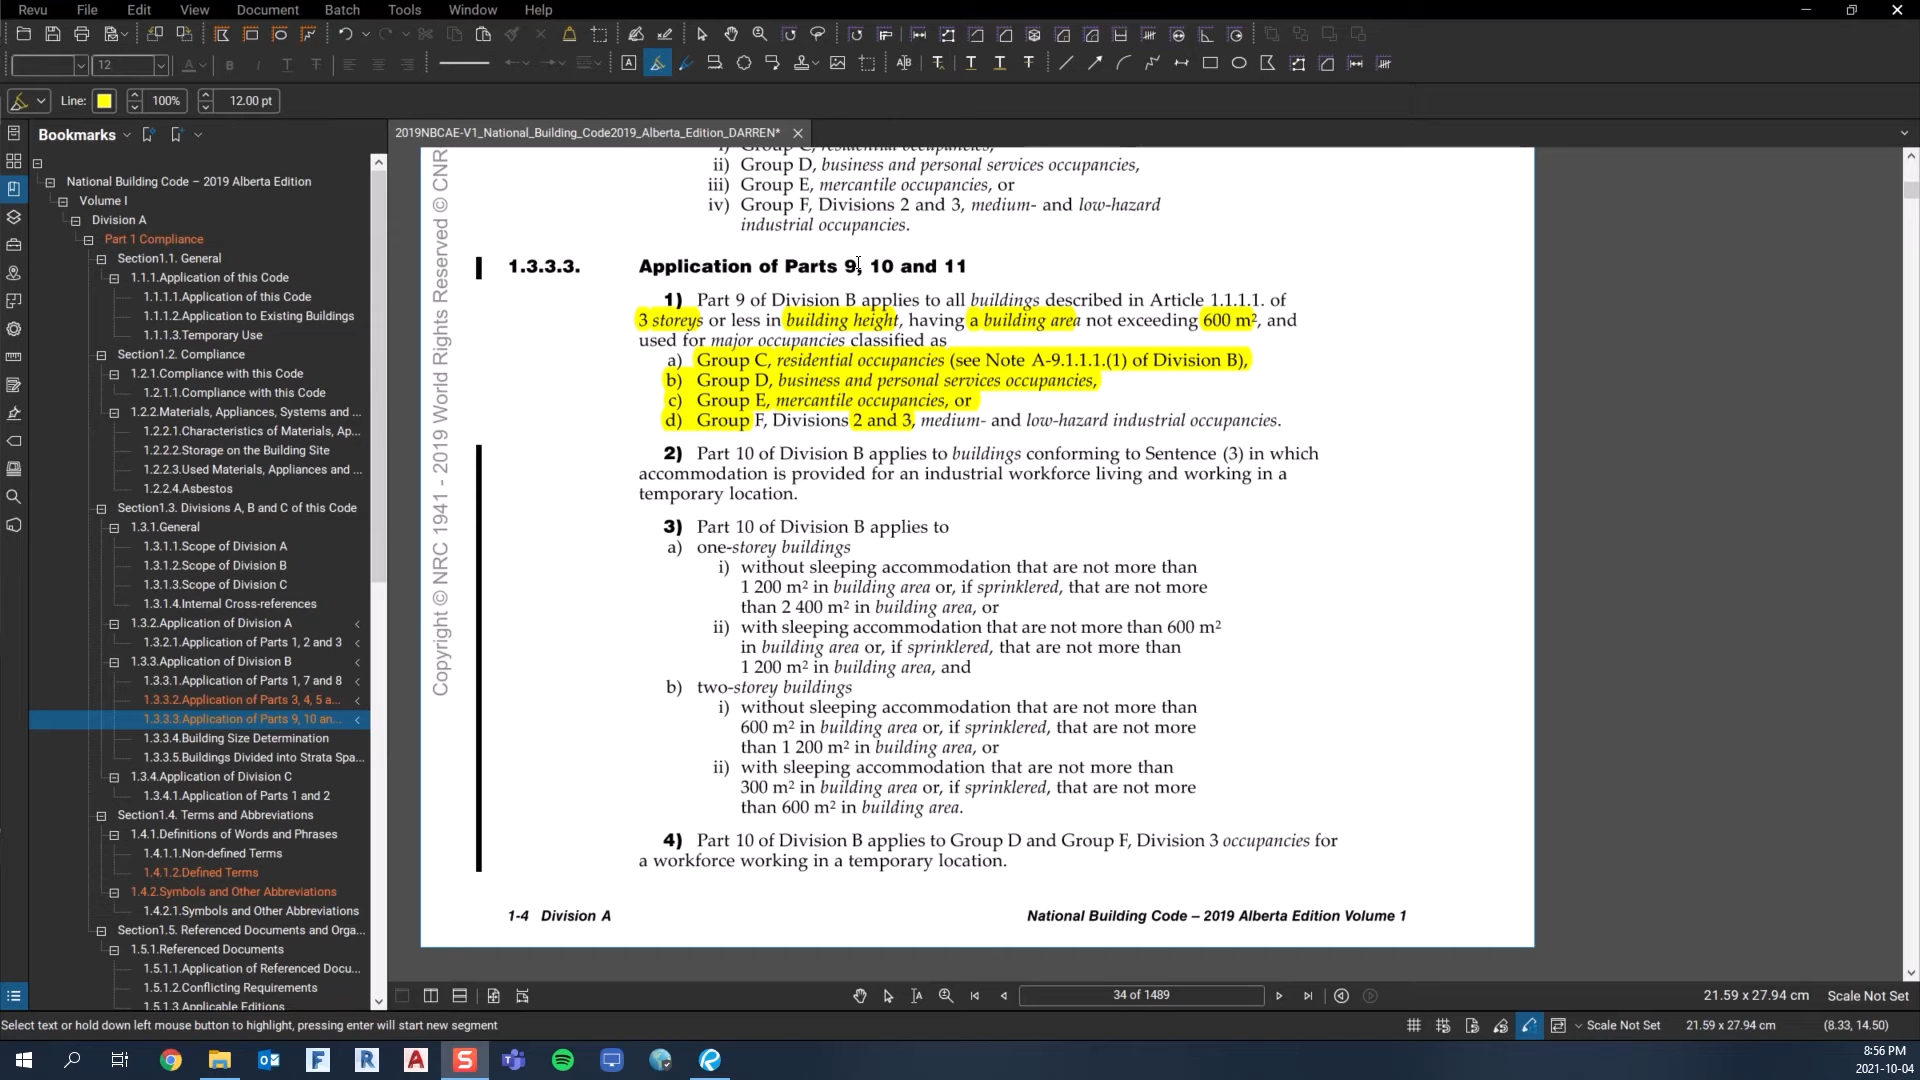 Revu File Edit View Document Batch Tools Window Help
12
Line: 100% 12.00 pt
Bookmarks
2019NBCAE-V1_National_Building_Code2019_Alberta_Edition_DARREN*
National Building Code – 2019 Alberta Edition
Volume I
Division A
Part 1 Compliance
Section1.1. General
1.1.1.Application of this Code
1.1.1.1.Application of this Code
1.1.1.2.Application to Existing Buildings
1.1.1.3.Temporary Use
Section1.2. Compliance
1.2.1.Compliance with this Code
1.2.1.1.Compliance with this Code
1.2.2.Materials, Appliances, Systems and ...
1.2.2.1.Characteristics of Materials, Ap...
1.2.2.2.Storage on the Building Site
1.2.2.3.Used Materials, Appliances and ...
1.2.2.4.Asbestos
Section1.3. Divisions A, B and C of this Code
1.3.1.General
1.3.1.1.Scope of Division A
1.3.1.2.Scope of Division B
1.3.1.3.Scope of Division C
1.3.1.4.Internal Cross-references
1.3.2.Application of Division A
1.3.2.1.Application of Parts 1, 2 and 3
1.3.3.Application of Division B
1.3.3.1.Application of Parts 1, 7 and 8
1.3.3.2.Application of Parts 3, 4, 5 a...
1.3.3.3.Application of Parts 9, 10 an...
1.3.3.4.Building Size Determination
1.3.3.5.Buildings Divided into Strata Spa...
1.3.4.Application of Division C
1.3.4.1.Application of Parts 1 and 2
Section1.4. Terms and Abbreviations
1.4.1.Definitions of Words and Phrases
1.4.1.1.Non-defined Terms
1.4.1.2.Defined Terms
1.4.2.Symbols and Other Abbreviations
1.4.2.1.Symbols and Other Abbreviations
Section1.5. Referenced Documents and Orga...
1.5.1.Referenced Documents
1.5.1.1.Application of Referenced Docu...
1.5.1.2.Conflicting Requirements
1.5.1.3.Applicable Editions
Copyright © NRC 1941 - 2019 World Rights Reserved © CNR
i) Group C, residential occupancies,
ii) Group D, business and personal services occupancies,
iii) Group E, mercantile occupancies, or
iv) Group F, Divisions 2 and 3, medium- and low-hazard
industrial occupancies.
1.3.3.3. Application of Parts 9, 10 and 11
1) Part 9 of Division B applies to all buildings described in Article 1.1.1.1. of
3 storeys or less in building height, having a building area not exceeding 600 m², and
used for major occupancies classified as
a) Group C, residential occupancies (see Note A-9.1.1.1.(1) of Division B),
b) Group D, business and personal services occupancies,
c) Group E, mercantile occupancies, or
d) Group F, Divisions 2 and 3, medium- and low-hazard industrial occupancies.
2) Part 10 of Division B applies to buildings conforming to Sentence (3) in which
accommodation is provided for an industrial workforce living and working in a
temporary location.
3) Part 10 of Division B applies to
a) one-storey buildings
i) without sleeping accommodation that are not more than
1 200 m² in building area or, if sprinklered, that are not more
than 2 400 m² in building area, or
ii) with sleeping accommodation that are not more than 600 m²
in building area or, if sprinklered, that are not more than
1 200 m² in building area, and
b) two-storey buildings
i) without sleeping accommodation that are not more than
600 m² in building area or, if sprinklered, that are not more
than 1 200 m² in building area, or
ii) with sleeping accommodation that are not more than
300 m² in building area or, if sprinklered, that are not more
than 600 m² in building area.
4) Part 10 of Division B applies to Group D and Group F, Division 3 occupancies for
a workforce working in a temporary location.
1-4 Division A National Building Code – 2019 Alberta Edition Volume 1
34 of 1489 21.59 x 27.94 cm Scale Not Set
Select text or hold down left mouse button to highlight, pressing enter will start new segment Scale Not Set 21.59 x 27.94 cm (8.33, 14.50)
8:56 PM
2021-10-04